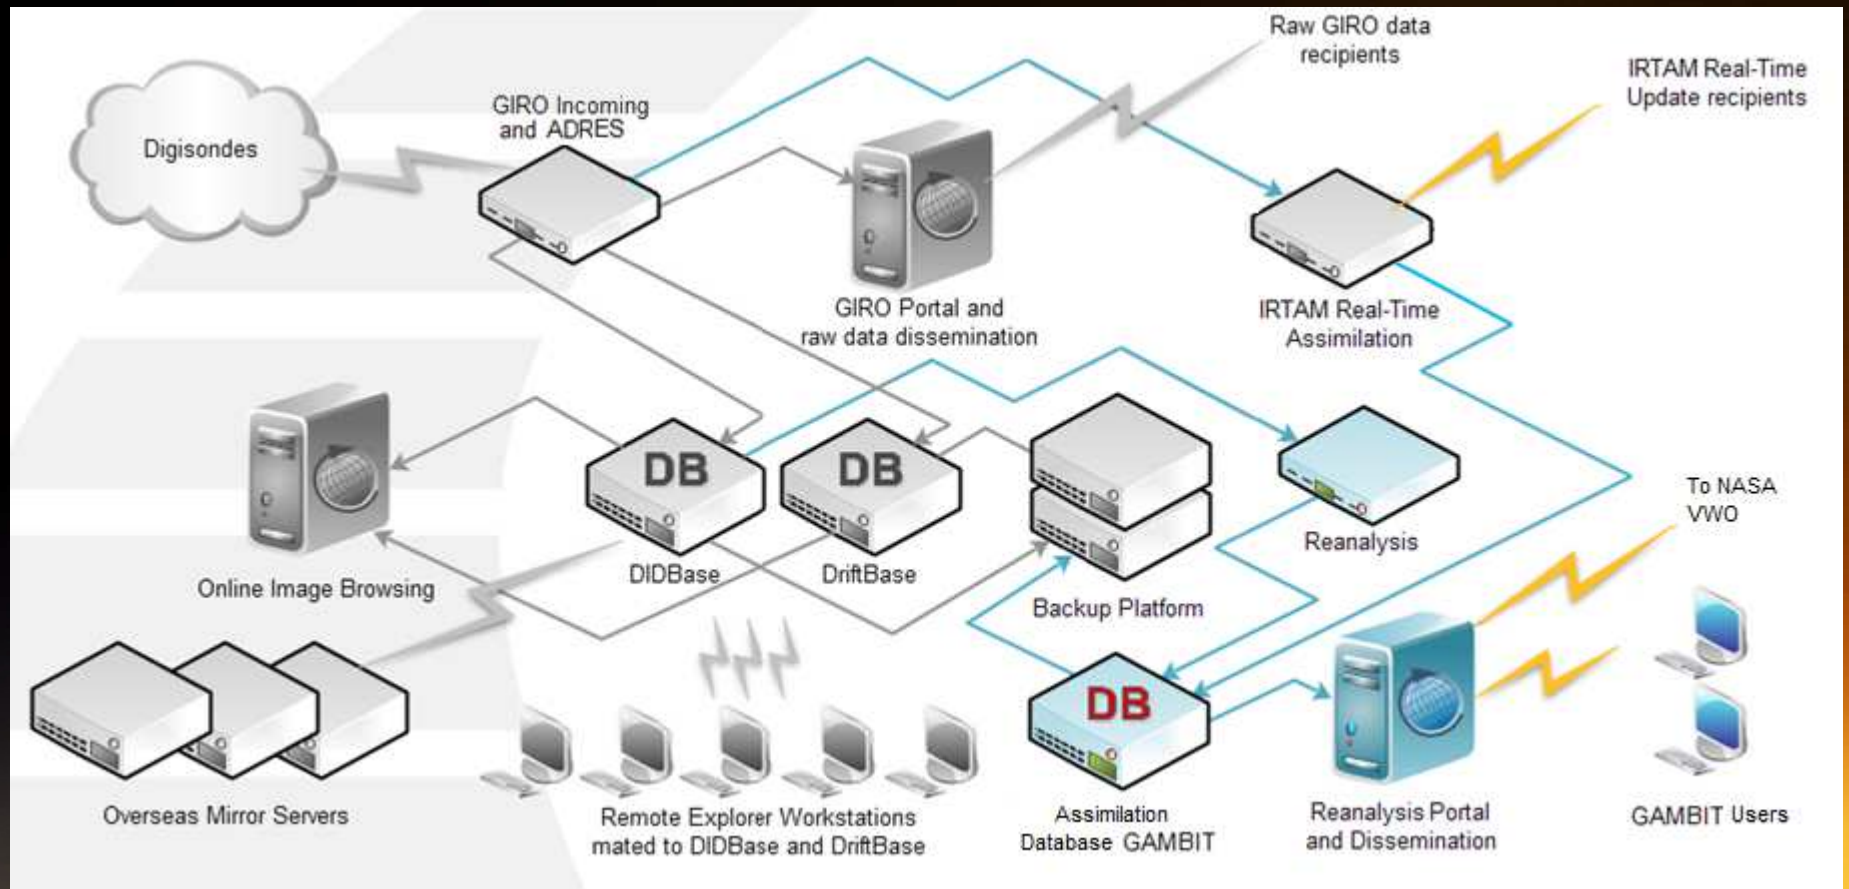 Raw GIRO data
recipients
IRTAM Real-Time
Update recipients
GIRO Incoming
and ADRES
Digisondes
GIRO Portal and
raw data dissemination
IRTAM Real-Time
Assimilation
DB
DB
To NASA
VWO
Reanalysis
DIDBase
DriftBase
Online Image Browsing
Backup Platform
DB
Overseas Mirror Servers
Remote Explorer Workstations
mated to DIDBase and DriftBase
Assimilation
Database GAMBIT
Reanalysis Portal
and Dissemination
GAMBIT Users